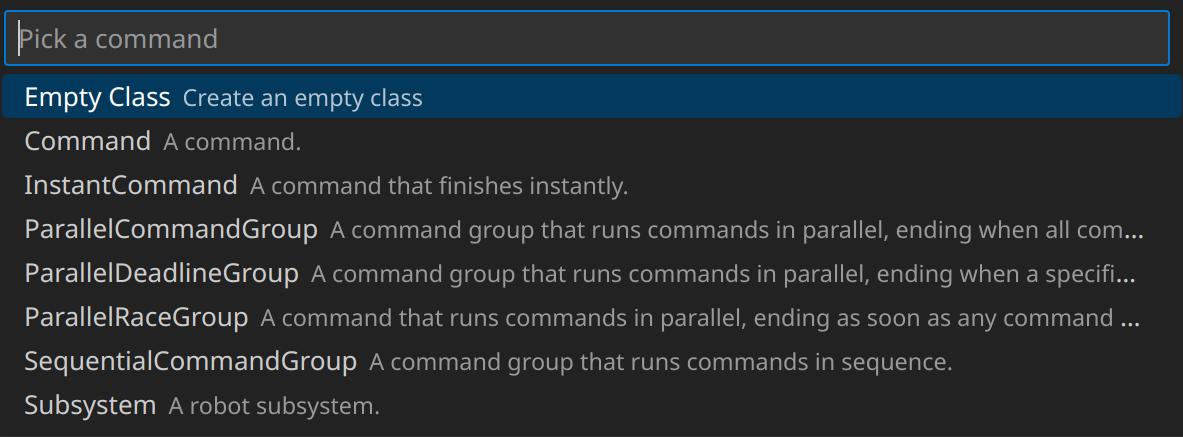 Pick a command
Empty Class Create an empty class
Command A command.
InstantCommand A command that finishes instantly.
ParallelCommandGroup A command group that runs commands in parallel, ending when all com...
ParallelDeadlineGroup A command group that runs commands in parallel, ending when a specifi...
ParallelRaceGroup A command that runs commands in parallel, ending as soon as any command ...
SequentialCommandGroup A command group that runs commands in sequence.
Subsystem A robot subsystem.